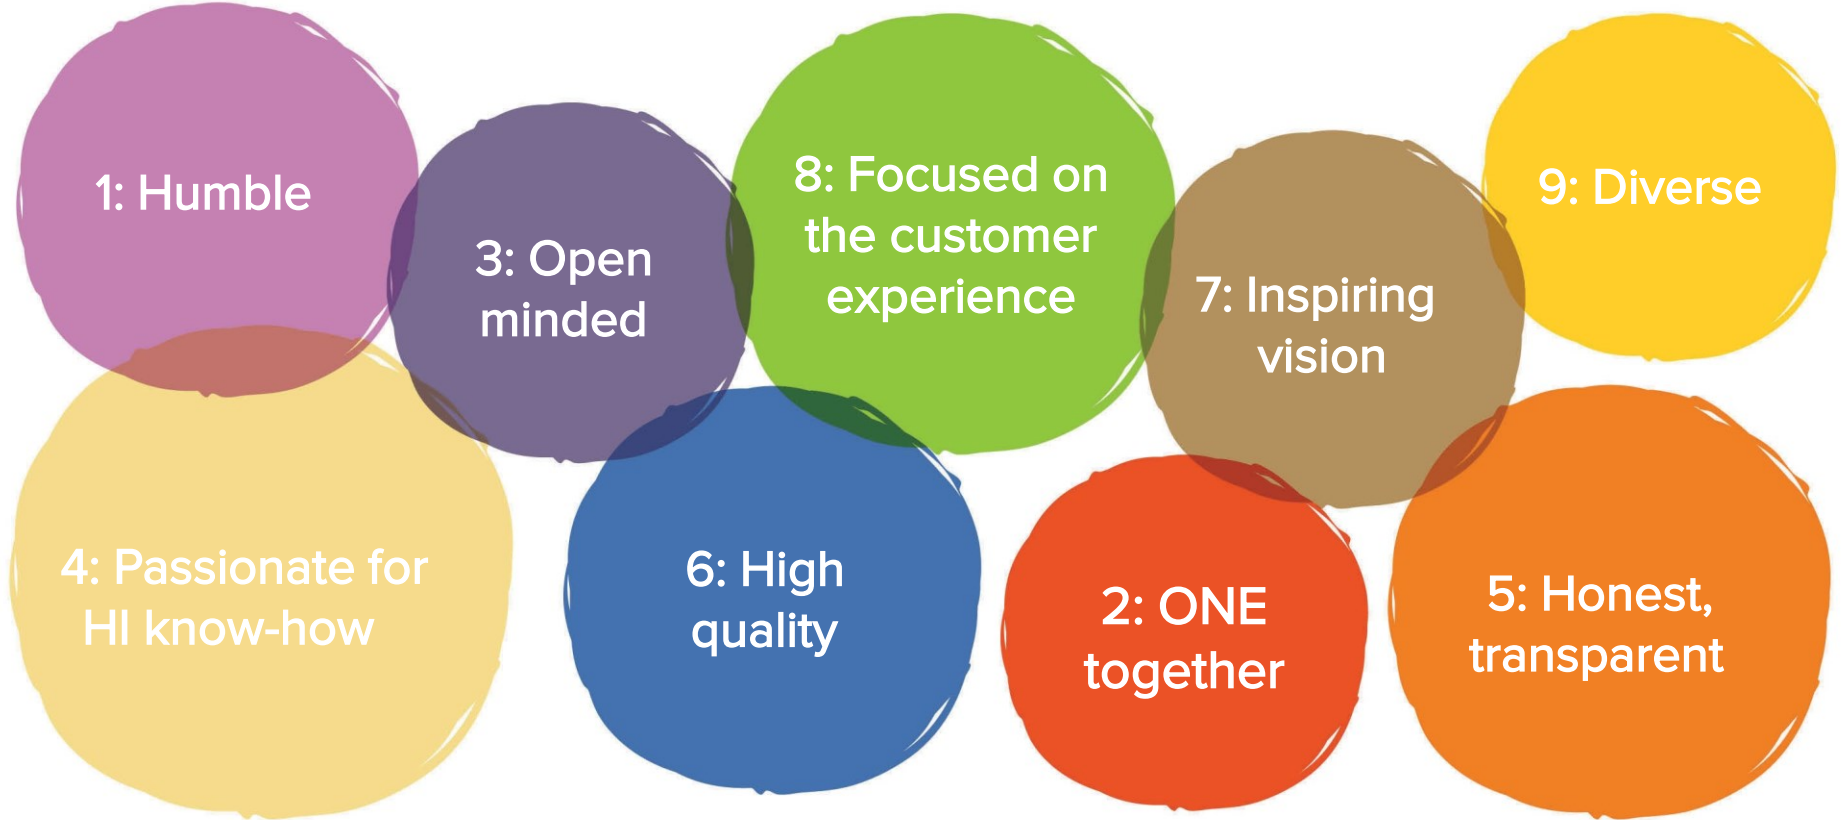 1: Humble
3: Open
minded
8: Focused on
the customer
experience
7: Inspiring
vision
9: Diverse
4: Passionate for
HI know-how
6: High
quality
2: ONE
together
5: Honest,
transparent